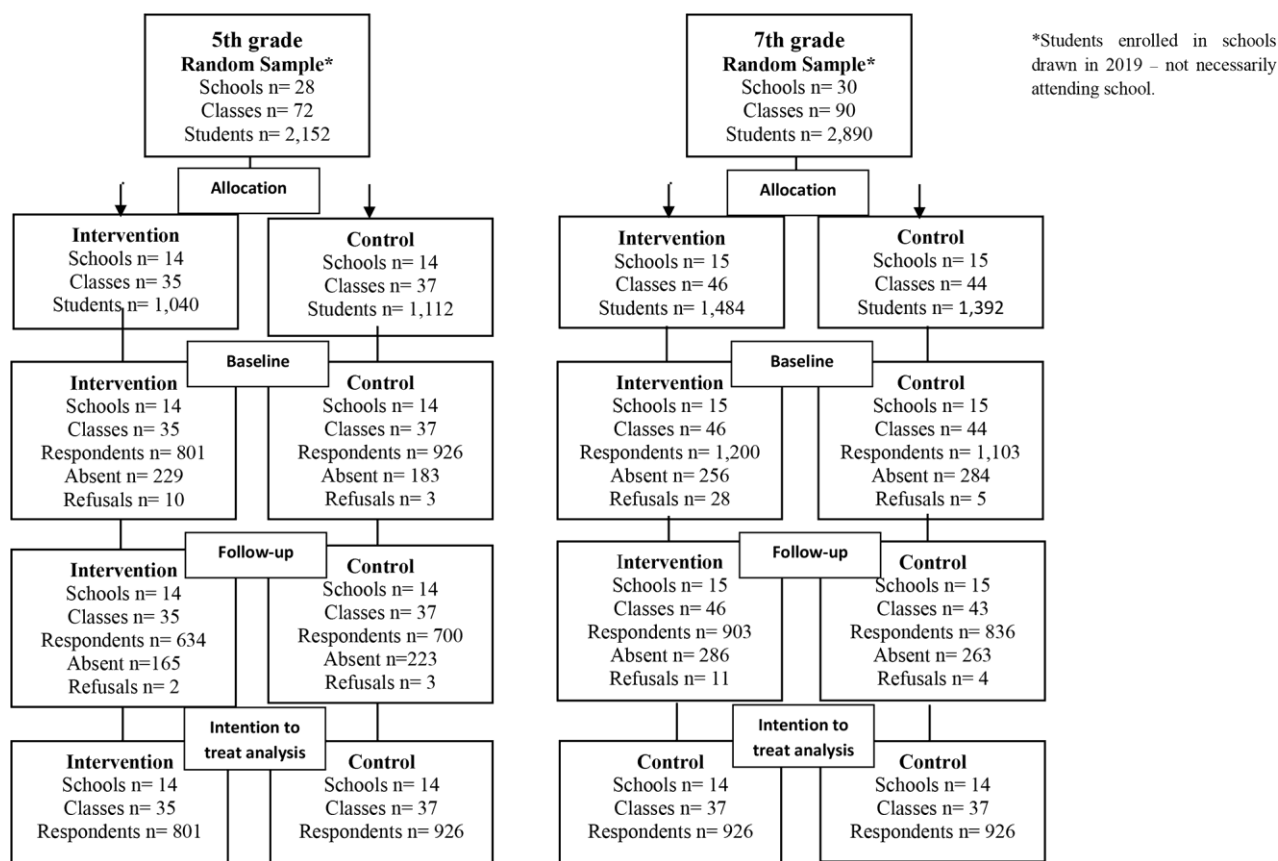 5th grade
Random Sample*
Schools n= 28
Classes n= 72
Students n= 2,152
Allocation
Intervention
Schools n= 14
Classes n= 35
Students n= 1,040
Control
Schools n= 14
Classes n= 37
Students n= 1,112
Baseline
Intervention
Schools n= 14
Classes n= 35
Respondents n= 801
Absent n= 229
Refusals n= 10
Control
Schools n= 14
Classes n= 37
Respondents n= 926
Absent n= 183
Refusals n= 3
Follow-up
Intervention
Schools n= 14
Classes n= 35
Respondents n= 634
Absent n=165
Refusals n= 2
Control
Schools n= 14
Classes n= 37
Respondents n= 700
Absent n=223
Refusals n= 3
Intention to
treat analysis
Intervention
Schools n= 14
Classes n= 35
Respondents n= 801
Control
Schools n= 14
Classes n= 37
Respondents n= 926
7th grade
Random Sample*
Schools n= 30
Classes n= 90
Students n= 2,890
Allocation
Intervention
Schools n= 15
Classes n= 46
Students n= 1,484
Control
Schools n= 15
Classes n= 44
Students n= 1,392
Baseline
Intervention
Schools n= 15
Classes n= 46
Respondents n= 1,200
Absent n= 256
Refusals n= 28
Control
Schools n= 15
Classes n= 44
Respondents n= 1,103
Absent n= 284
Refusals n= 5
Follow-up
Intervention
Schools n= 15
Classes n= 46
Respondents n= 903
Absent n= 286
Refusals n= 11
Control
Schools n= 15
Classes n= 43
Respondents n= 836
Absent n= 263
Refusals n= 4
Intention to
treat analysis
Control
Schools n= 14
Classes n= 37
Respondents n= 926
Control
Schools n= 14
Classes n= 37
Respondents n= 926
*Students enrolled in schools
drawn in 2019 – not necessarily
attending school.